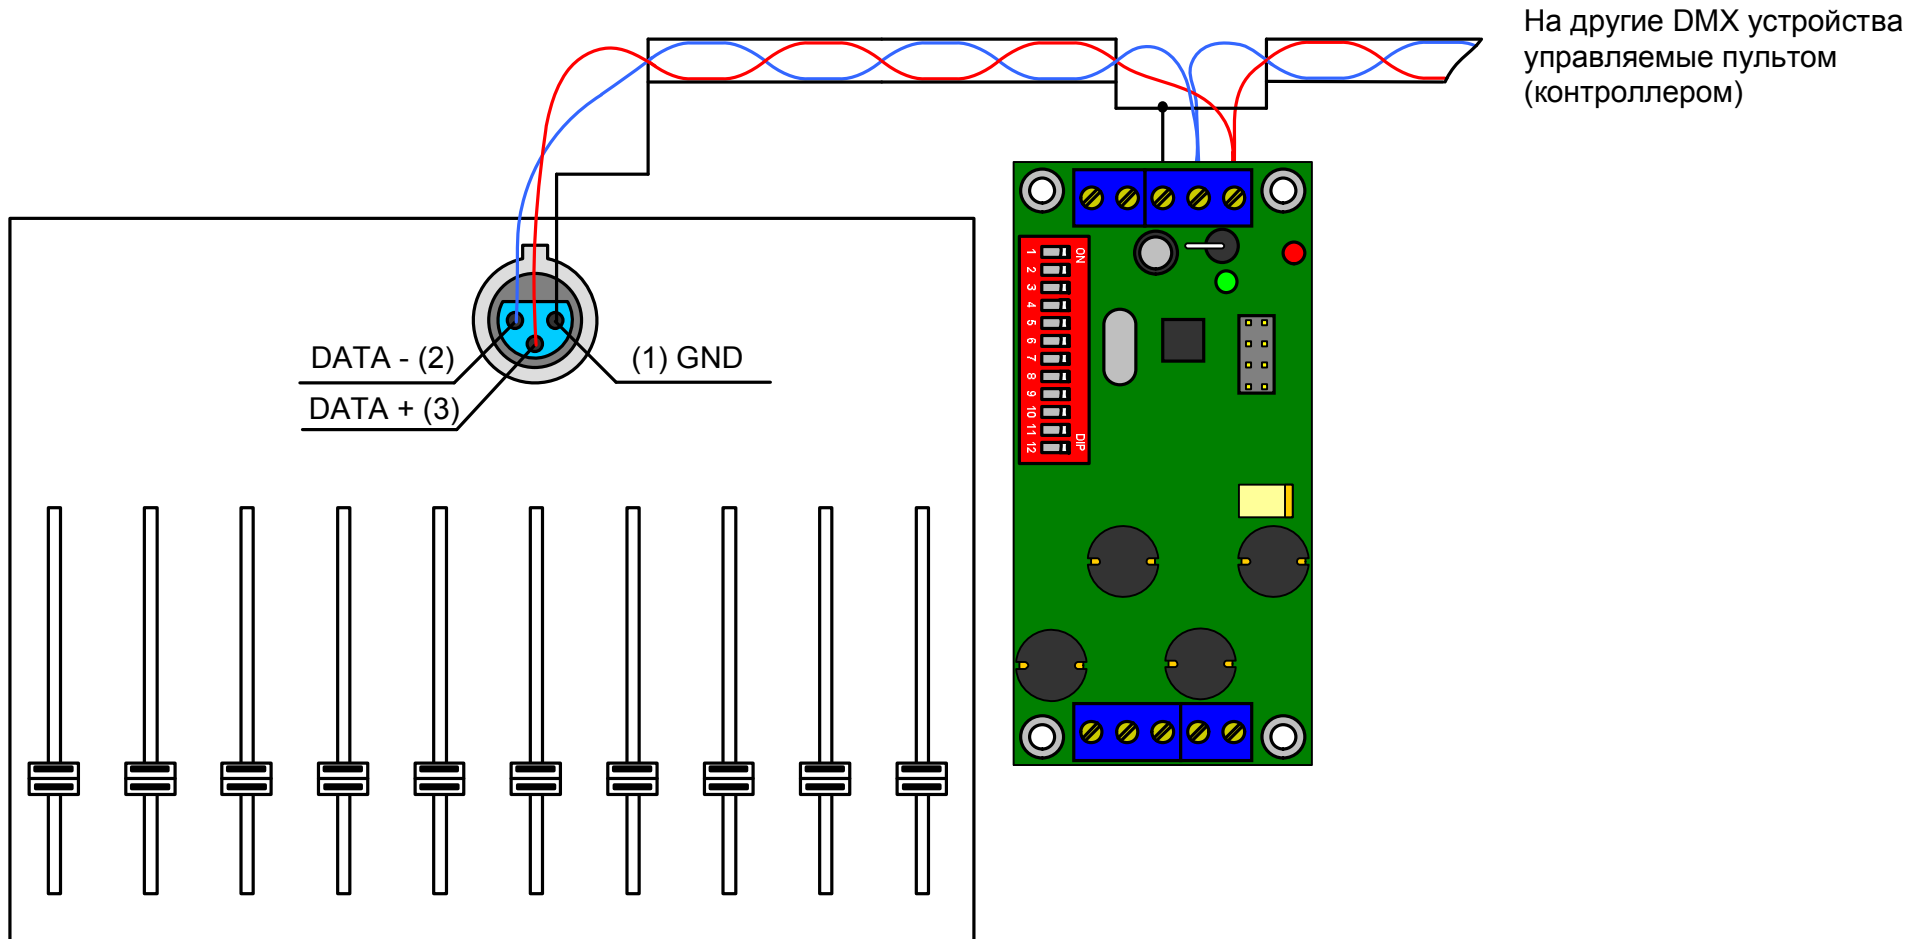 На другие DMX устройства
управляемые пультом
(контроллером)
DATA - (2)
(1) GND
DATA + (3)
ON
1
2
3
4
5
6
7
8
9
10
11
12
DIP